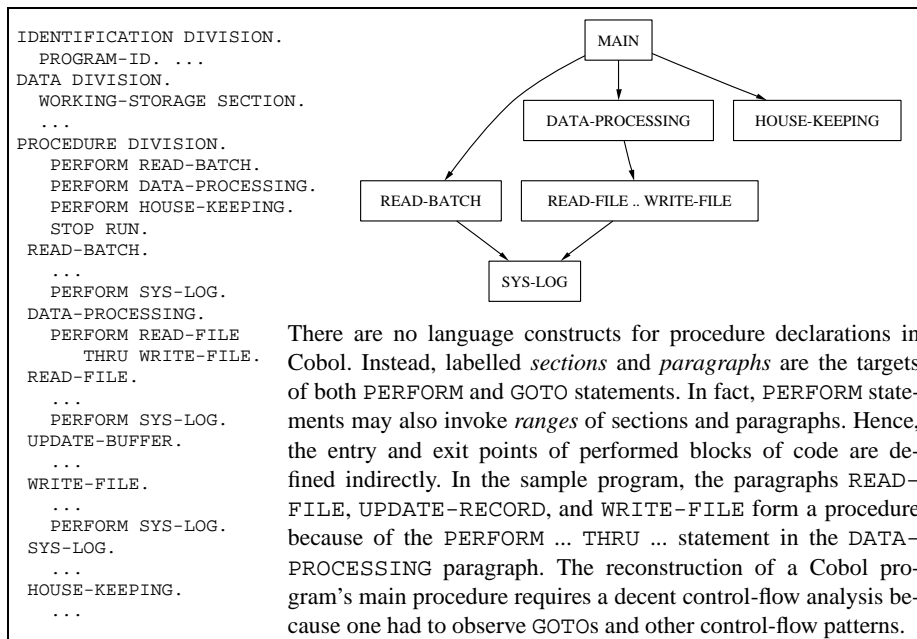 IDENTIFICATION DIVISION.
PROGRAM-ID. ...
DATA DIVISION.
WORKING-STORAGE SECTION.
...
PROCEDURE DIVISION.
PERFORM READ-BATCH.
PERFORM DATA-PROCESSING.
PERFORM HOUSE-KEEPING.
STOP RUN.
READ-BATCH.
...
PERFORM SYS-LOG.
DATA-PROCESSING.
PERFORM READ-FILE
THRU WRITE-FILE.
READ-FILE.
...
PERFORM SYS-LOG.
UPDATE-BUFFER.
...
WRITE-FILE.
...
PERFORM SYS-LOG.
SYS-LOG.
...
HOUSE-KEEPING.
...
MAIN
DATA-PROCESSING
HOUSE-KEEPING
READ-BATCH
READ-FILE .. WRITE-FILE
SYS-LOG
There are no language constructs for procedure declarations in
Cobol. Instead, labelled sections and paragraphs are the targets
of both PERFORM and GOTO statements. In fact, PERFORM state-
ments may also invoke ranges of sections and paragraphs. Hence,
the entry and exit points of performed blocks of code are de-
fined indirectly. In the sample program, the paragraphs READ-
FILE, UPDATE-RECORD, and WRITE-FILE form a procedure
because of the PERFORM ... THRU ... statement in the DATA-
PROCESSING paragraph. The reconstruction of a Cobol pro-
gram's main procedure requires a decent control-flow analysis be-
cause one had to observe GOTOs and other control-flow patterns.